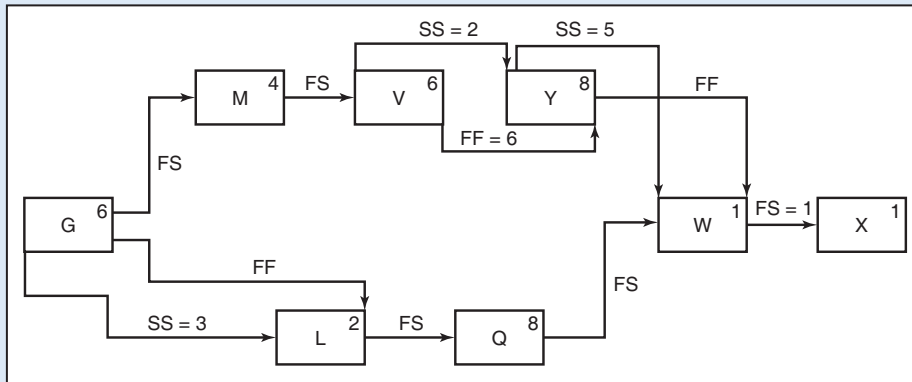 SS = 2
SS = 5
M 4
FS
V 6
Y 8
FF
FF = 6
FS
G 6
W 1
FS = 1
X 1
FF
FS
SS = 3
L 2
FS
Q 8